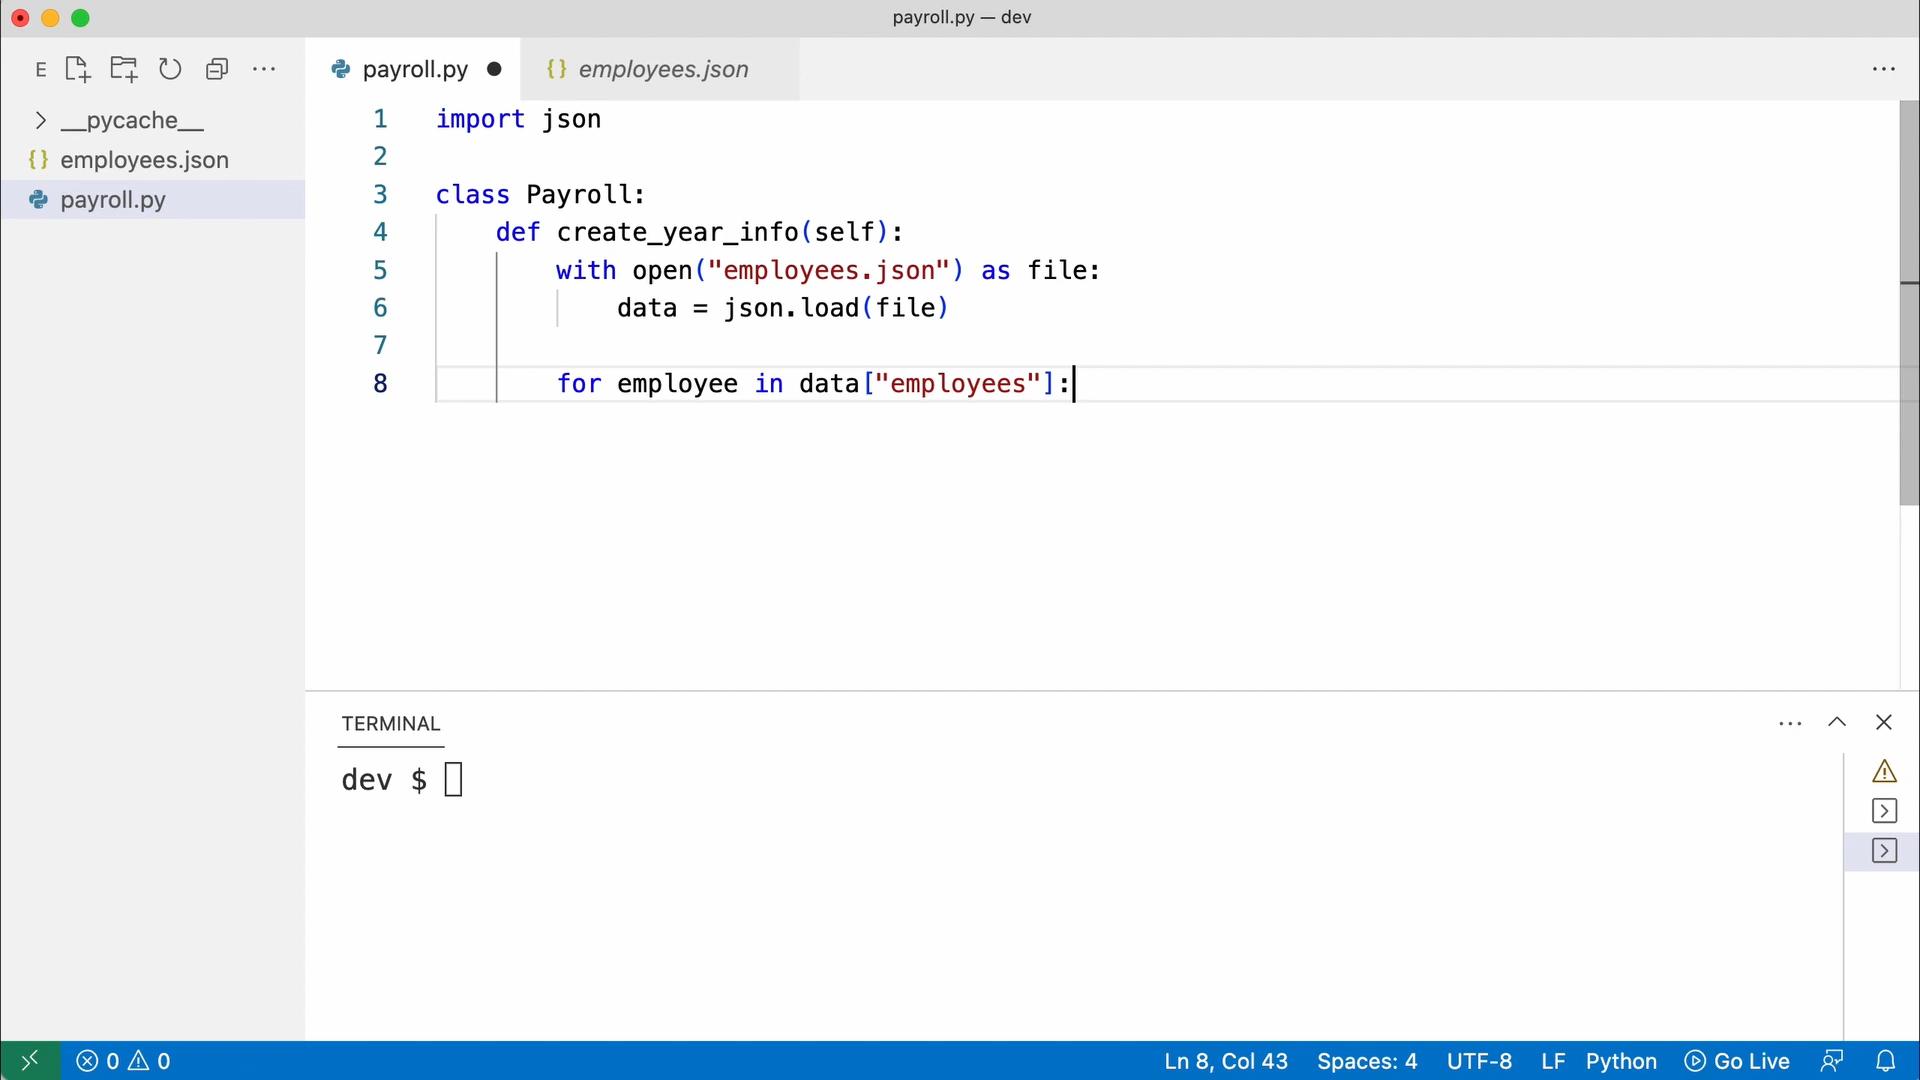 payroll.py — dev
E
payroll.py
employees.json
__pycache__
employees.json
payroll.py
1 import json
2
3 class Payroll:
4 def create_year_info(self):
5 with open("employees.json") as file:
6 data = json.load(file)
7
8 for employee in data["employees"]:
TERMINAL
dev $
0 0 Ln 8, Col 43 Spaces: 4 UTF-8 LF Python Go Live